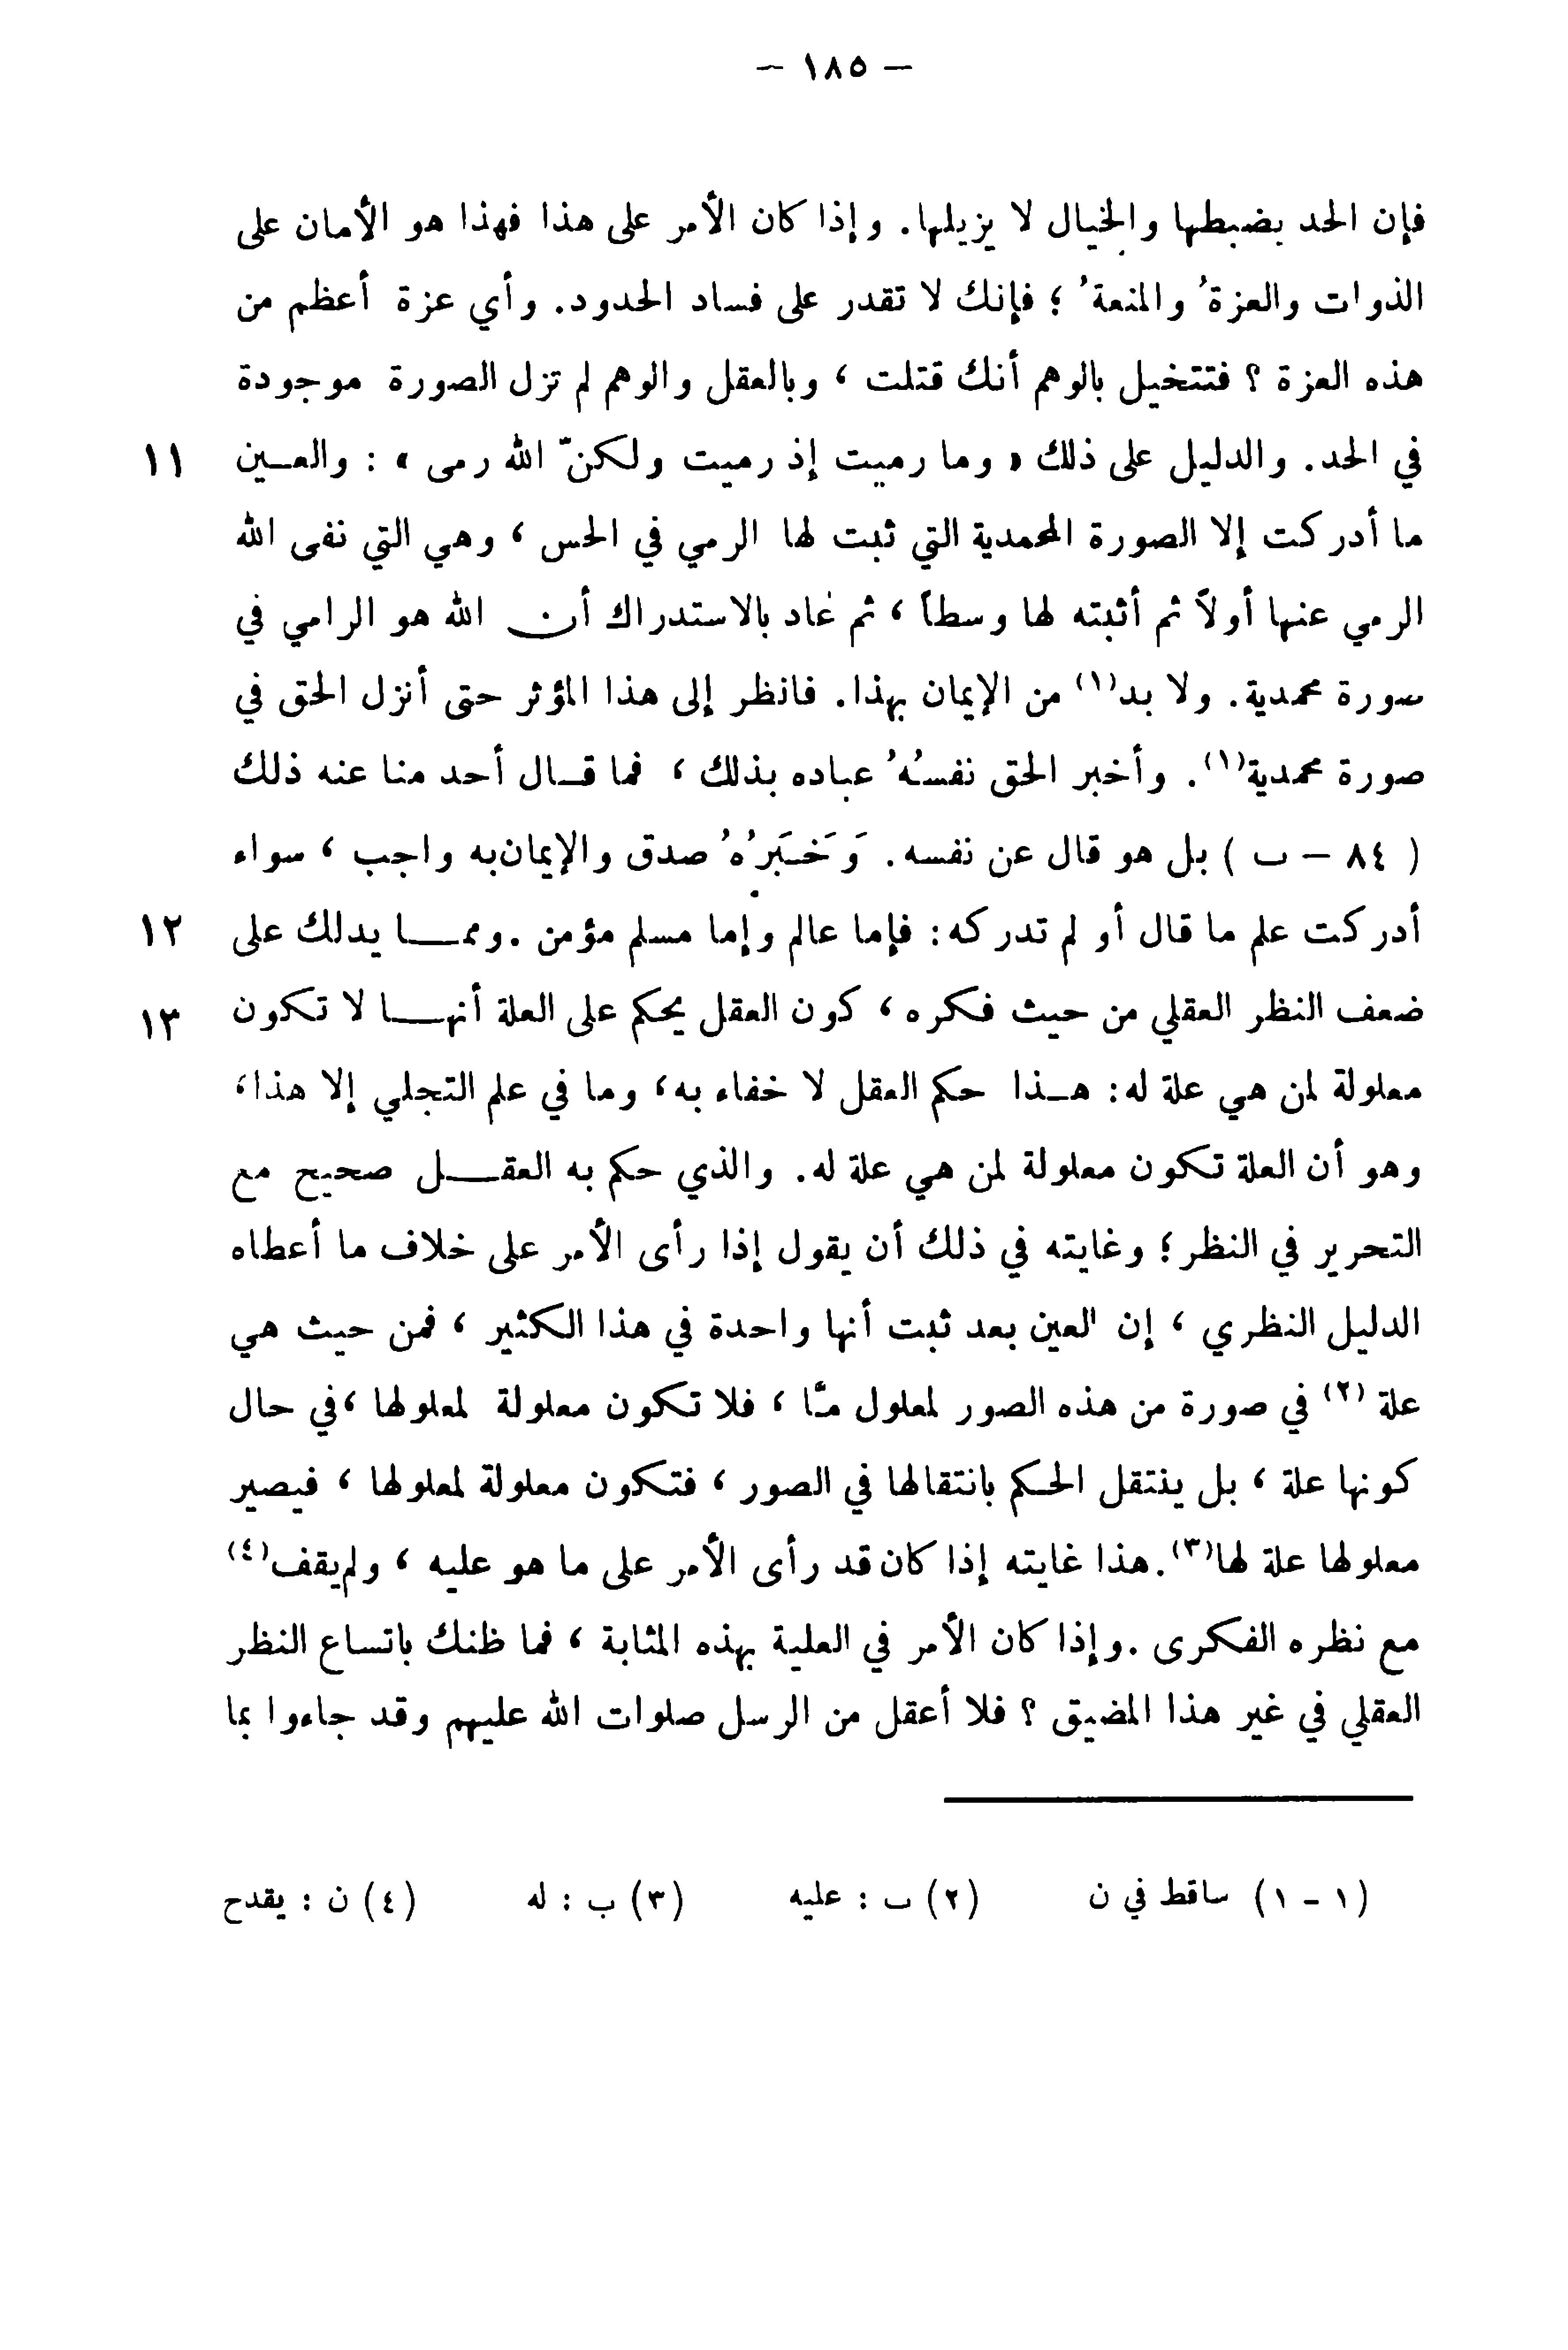 — ١٨٥ —
فإن الحد يضبطها والخيال لا يزيلها. وإذا كان الأمر على هذا فهذا هو الأمان على
الذوات والعزةُ والمنعةُ ؛ فإنك لا تقدر على فساد الحدود. وأي عزة أعظم من
هذه العزة ؟ فتتخيل بالوهم أنك قتلت ، وبالعقل والوهم لم تزل الصورة موجودة
في الحد. والدليل على ذلك « وما رميت إذ رميت ولكنّ الله رمى » : والعـين ١١
ما أدركت إلا الصورة المحمدية التي ثبت لها الرمي في الحس ، وهي التي نفى الله
الرمي عنها أولاً ثم أثبته لها وسطاً ، ثم عاد بالاستدراك أن الله هو الرامي في
صورة محمدية. ولا بد(١) من الإيمان بهذا. فانظر إلى هذا المؤثر حتى أنزل الحق في
صورة محمدية(١). وأخبر الحق نفسُهُ عباده بذلك ، فما قـال أحد منا عنه ذلك
( ٨٤ – ب ) بل هو قال عن نفسه. وَخَبَرُهُ صدق والإيمان به واجب ، سواء
أدركت علم ما قال أو لم تدركه : فإما عالم وإما مسلم مؤمن . وممــا يدلك على ١٢
ضعف النظر العقلي من حيث فكره ، كون العقل يحكم على العلة أنهــا لا تكون ١٣
معلولة لمن هي علة له : هـذا حكم العقل لا خفاء به ، وما في علم التجلي إلا هذا ،
وهو أن العلة تكون معلولة لمن هي علة له. والذي حكم به العقــل صحيح مع
التحرير في النظر ؛ وغايته في ذلك أن يقول إذا رأى الأمر على خلاف ما أعطاه
الدليل النظري ، إن العين بعد ثبت أنها واحدة في هذا الكثير ، فمن حيث هي
علة (٢) في صورة من هذه الصور لمعلول مّا ، فلا تكون معلولة لمعلولها ، في حال
كونها علة ، بل ينتقل الحكم بانتقالها في الصور ، فتكون معلولة لمعلولها ، فيصير
معلولها علة لها(٣). هذا غايته إذا كان قد رأى الأمر على ما هو عليه ، ولم يقف(٤)
مع نظره الفكرى . وإذا كان الأمر في العلية بهذه المثابة ، فما ظنك باتساع النظر
العقلي في غير هذا المضيق ؟ فلا أعقل من الرسل صلوات الله عليهم وقد جاءوا بما
(١ - ١) ساقط في ن (٢) ب : عليه (٣) ب : له (٤) ن : يقدح